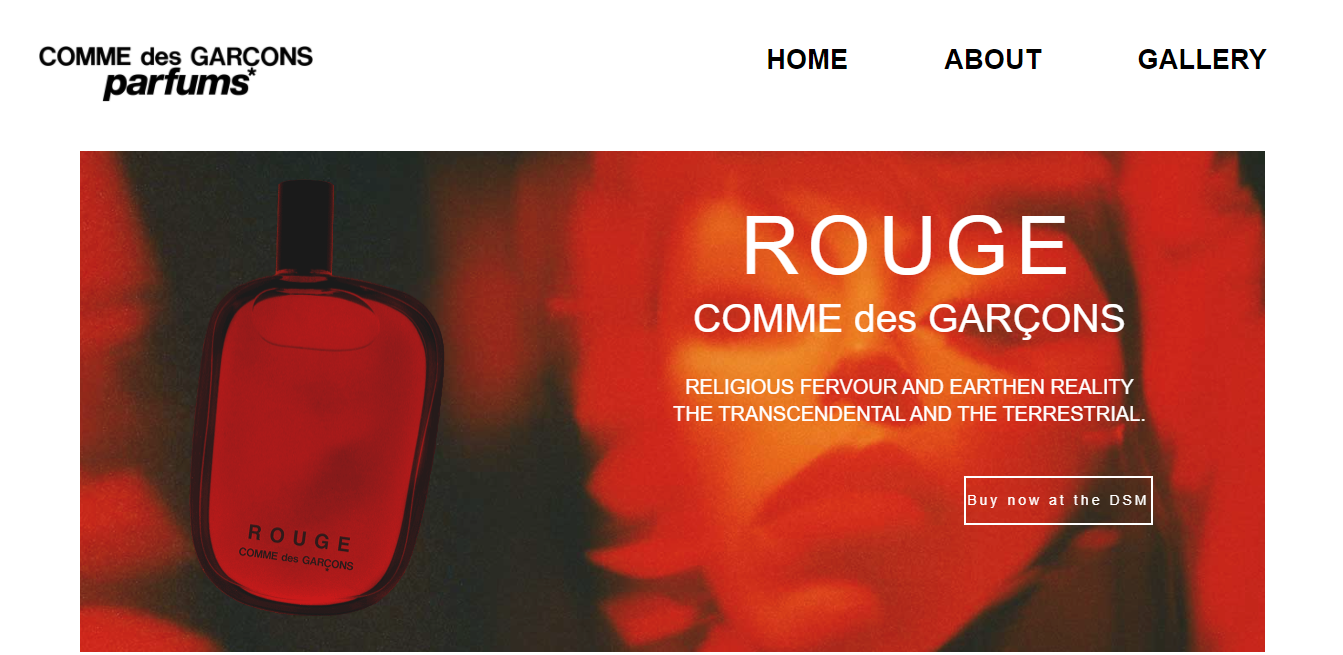 COMME des GARÇONS
parfums*
HOME ABOUT GALLERY
ROUGE
COMME des GARÇONS
RELIGIOUS FERVOUR AND EARTHEN REALITY
THE TRANSCENDENTAL AND THE TERRESTRIAL.
Buy now at the DSM
ROUGE
COMME des GARÇONS